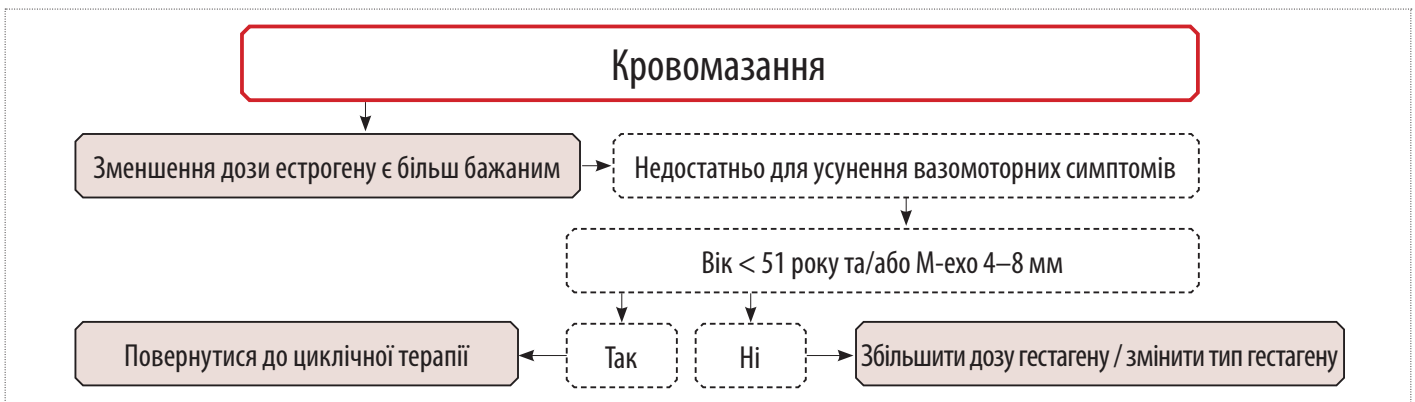 Кровомазання
Зменшення дози естрогену є більш бажаним
Недостатньо для усунення вазомоторних симптомів
Вік < 51 року та/або М-ехо 4–8 мм
Повернутися до циклічної терапії
Так
Ні
Збільшити дозу гестагену / змінити тип гестагену